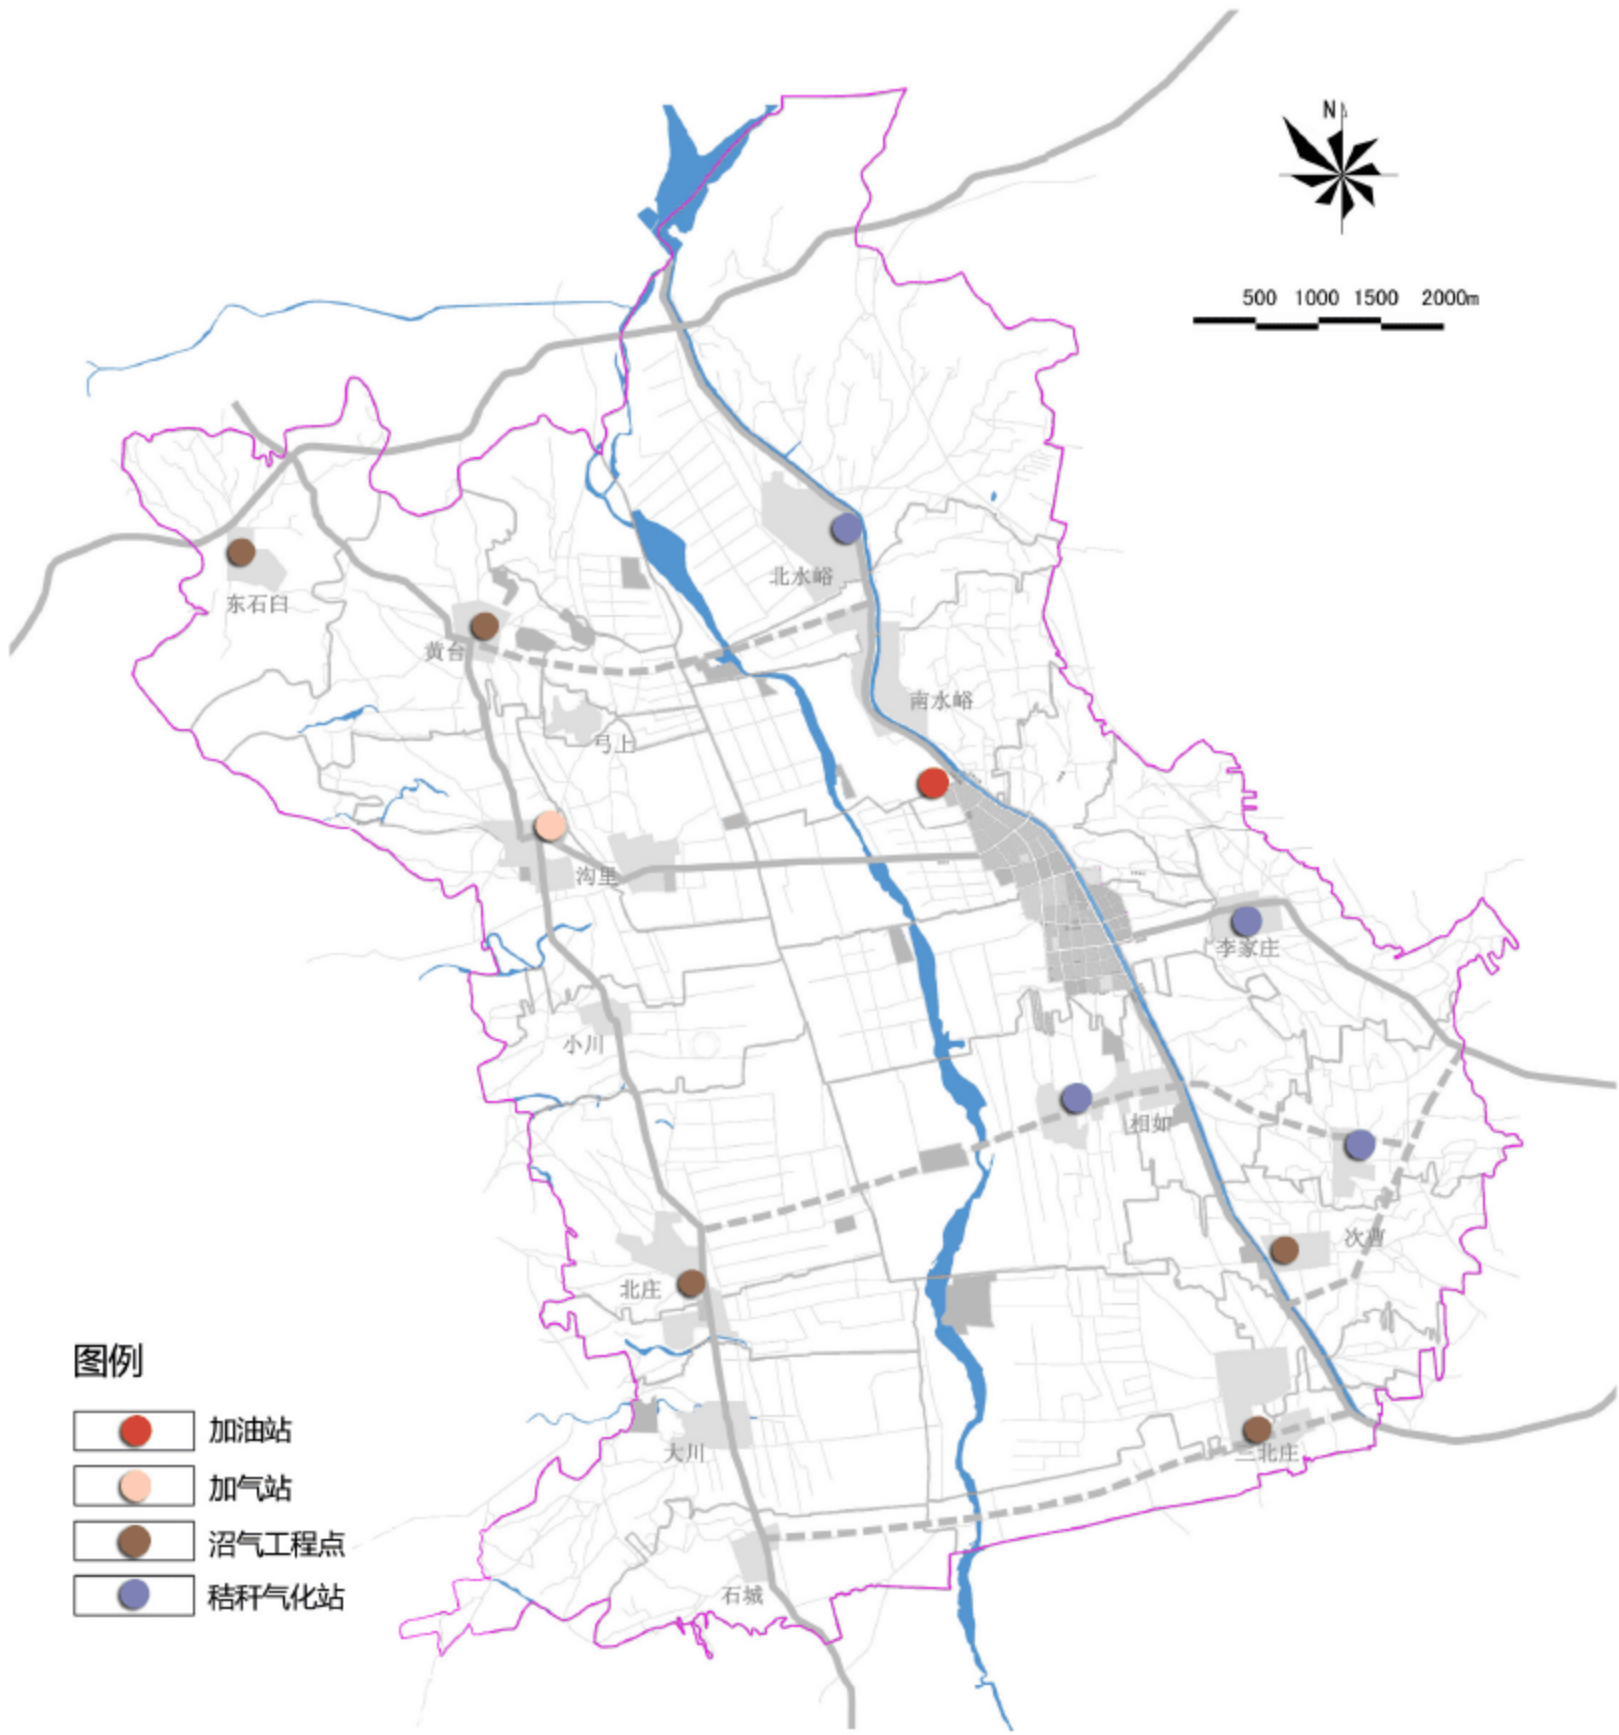 N
500 1000 1500 2000m
北水峪
东石臼
黄台
南水峪
弓上
沟里
李家庄
小川
相如
次曹
北庄
大川
三北庄
石城
图例
加油站
加气站
沼气工程点
秸秆气化站